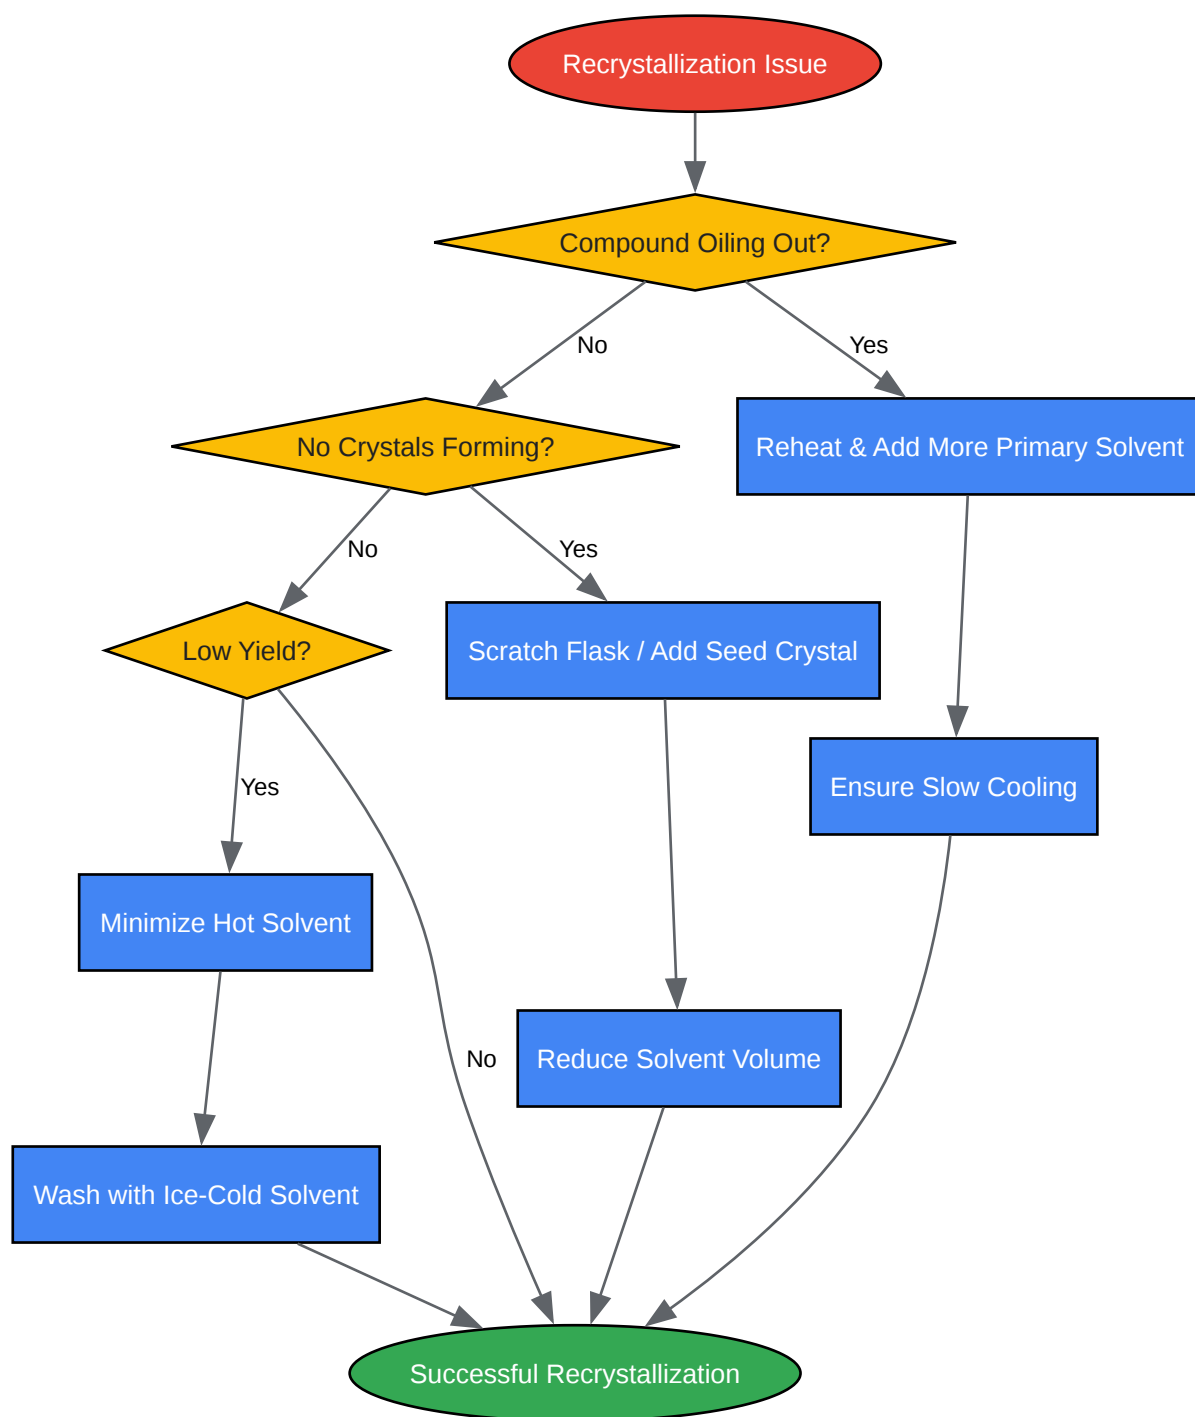 Recrystallization Issue
Compound Oiling Out?
No
Yes
No Crystals Forming?
Reheat & Add More Primary Solvent
No
Yes
Low Yield?
Scratch Flask / Add Seed Crystal
Yes
Ensure Slow Cooling
Minimize Hot Solvent
No
Reduce Solvent Volume
Wash with Ice-Cold Solvent
Successful Recrystallization